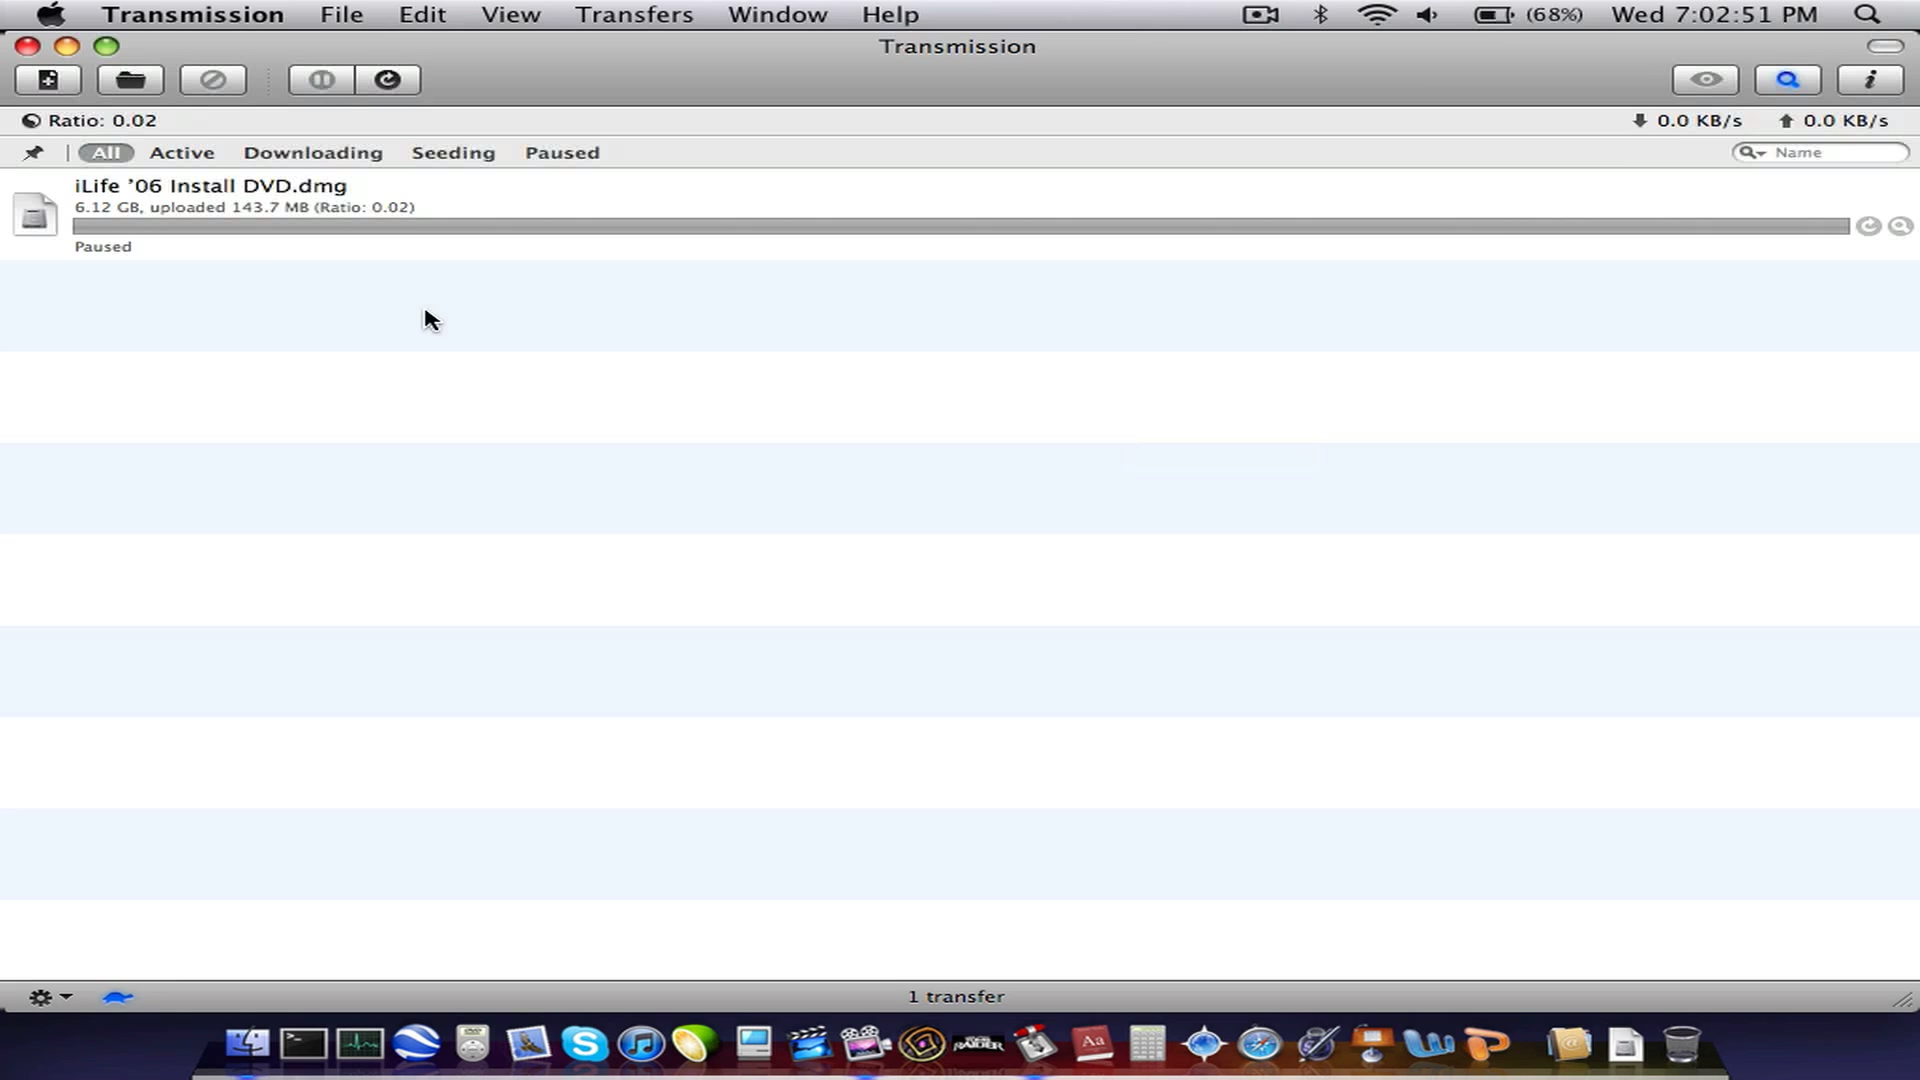 Transmission File Edit View Transfers Window Help (68%) Wed 7:02:51 PM
Transmission
Ratio: 0.02 0.0 KB/s 0.0 KB/s
All Active Downloading Seeding Paused Name
iLife ’06 Install DVD.dmg
6.12 GB, uploaded 143.7 MB (Ratio: 0.02)
Paused
1 transfer
Aa
RAIDER